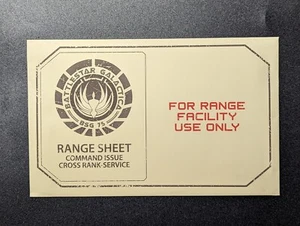 BATTLESTAR GALACTICA
BSG 75
RANGE SHEET
COMMAND ISSUE
CROSS RANK-SERVICE
FOR RANGE
FACILITY
USE ONLY